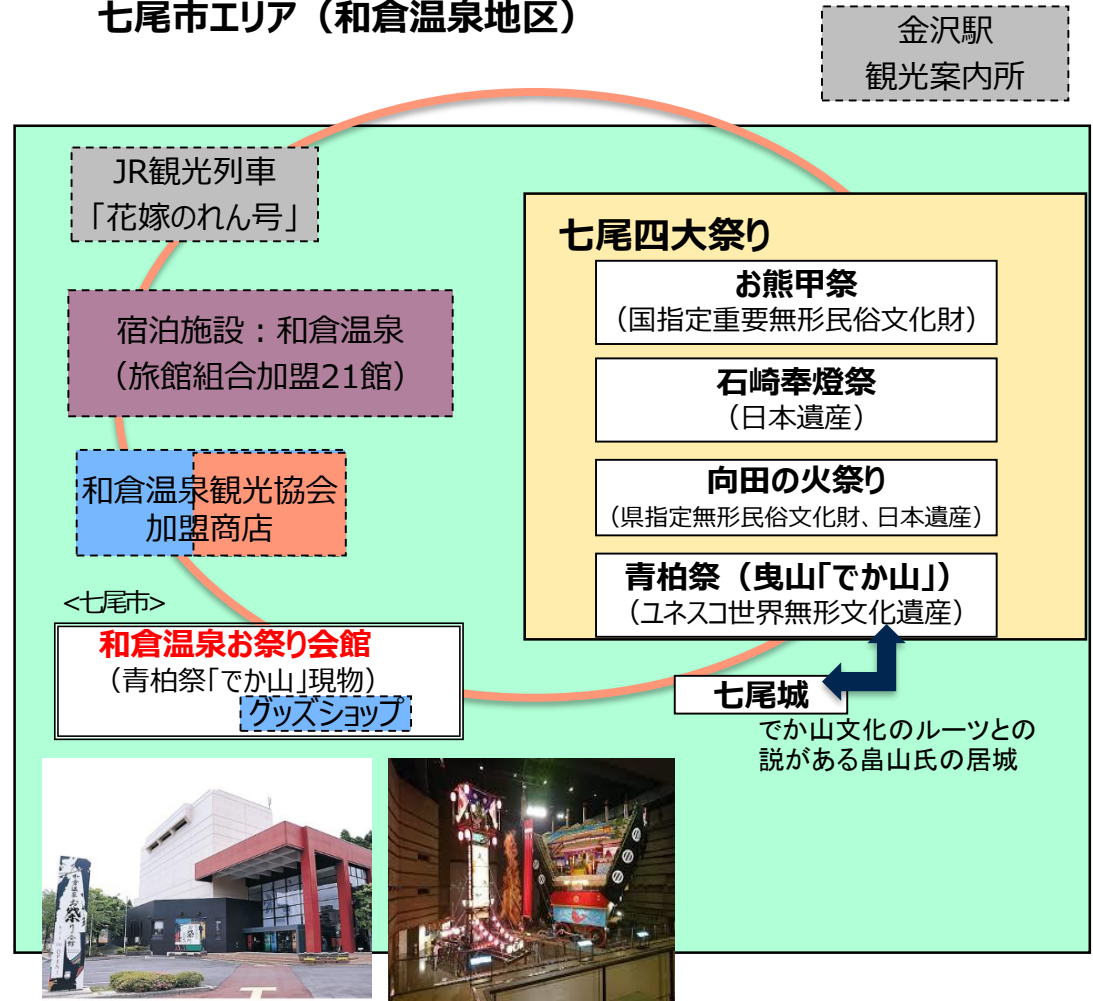 七尾市エリア（和倉温泉地区）
金沢駅
観光案内所
JR観光列車
「花嫁のれん号」
宿泊施設：和倉温泉
（旅館組合加盟21館）
和倉温泉観光協会
加盟商店
<七尾市>
和倉温泉お祭り会館
（青柏祭「でか山」現物）
グッズショップ
七尾四大祭り
お熊甲祭
（国指定重要無形民俗文化財）
石崎奉燈祭
（日本遺産）
向田の火祭り
（県指定無形民俗文化財、日本遺産）
青柏祭（曳山「でか山」）
（ユネスコ世界無形文化遺産）
七尾城
でか山文化のルーツとの
説がある畠山氏の居城
和倉温泉お祭り会館